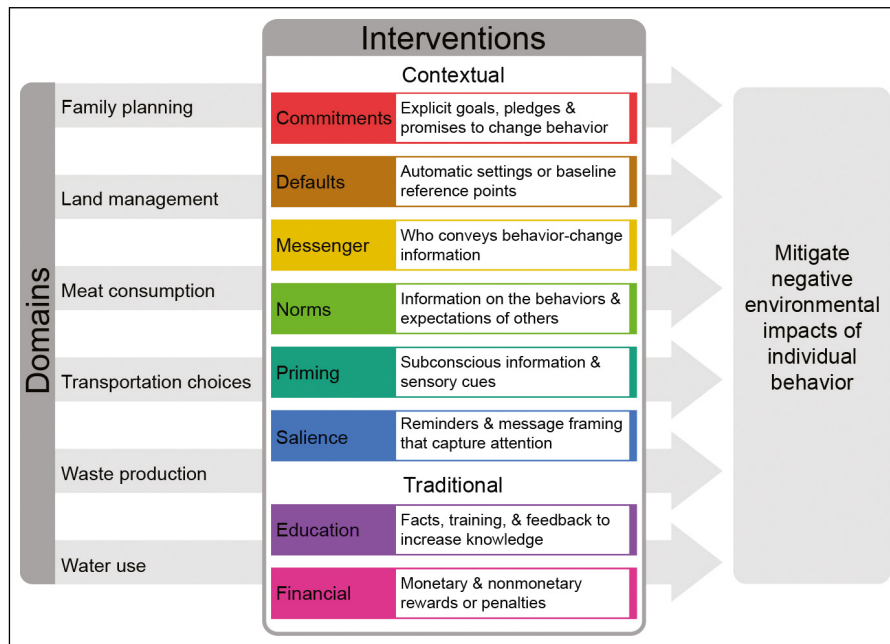 Interventions
Contextual
Domains
Family planning
Land management
Meat consumption
Transportation choices
Waste production
Water use
Commitments
Explicit goals, pledges &
promises to change behavior
Defaults
Automatic settings or baseline
reference points
Messenger
Who conveys behavior-change
information
Norms
Information on the behaviors &
expectations of others
Priming
Subconscious information &
sensory cues
Salience
Reminders & message framing
that capture attention
Traditional
Education
Facts, training, & feedback to
increase knowledge
Financial
Monetary & nonmonetary
rewards or penalties
Mitigate
negative
environmental
impacts of
individual
behavior